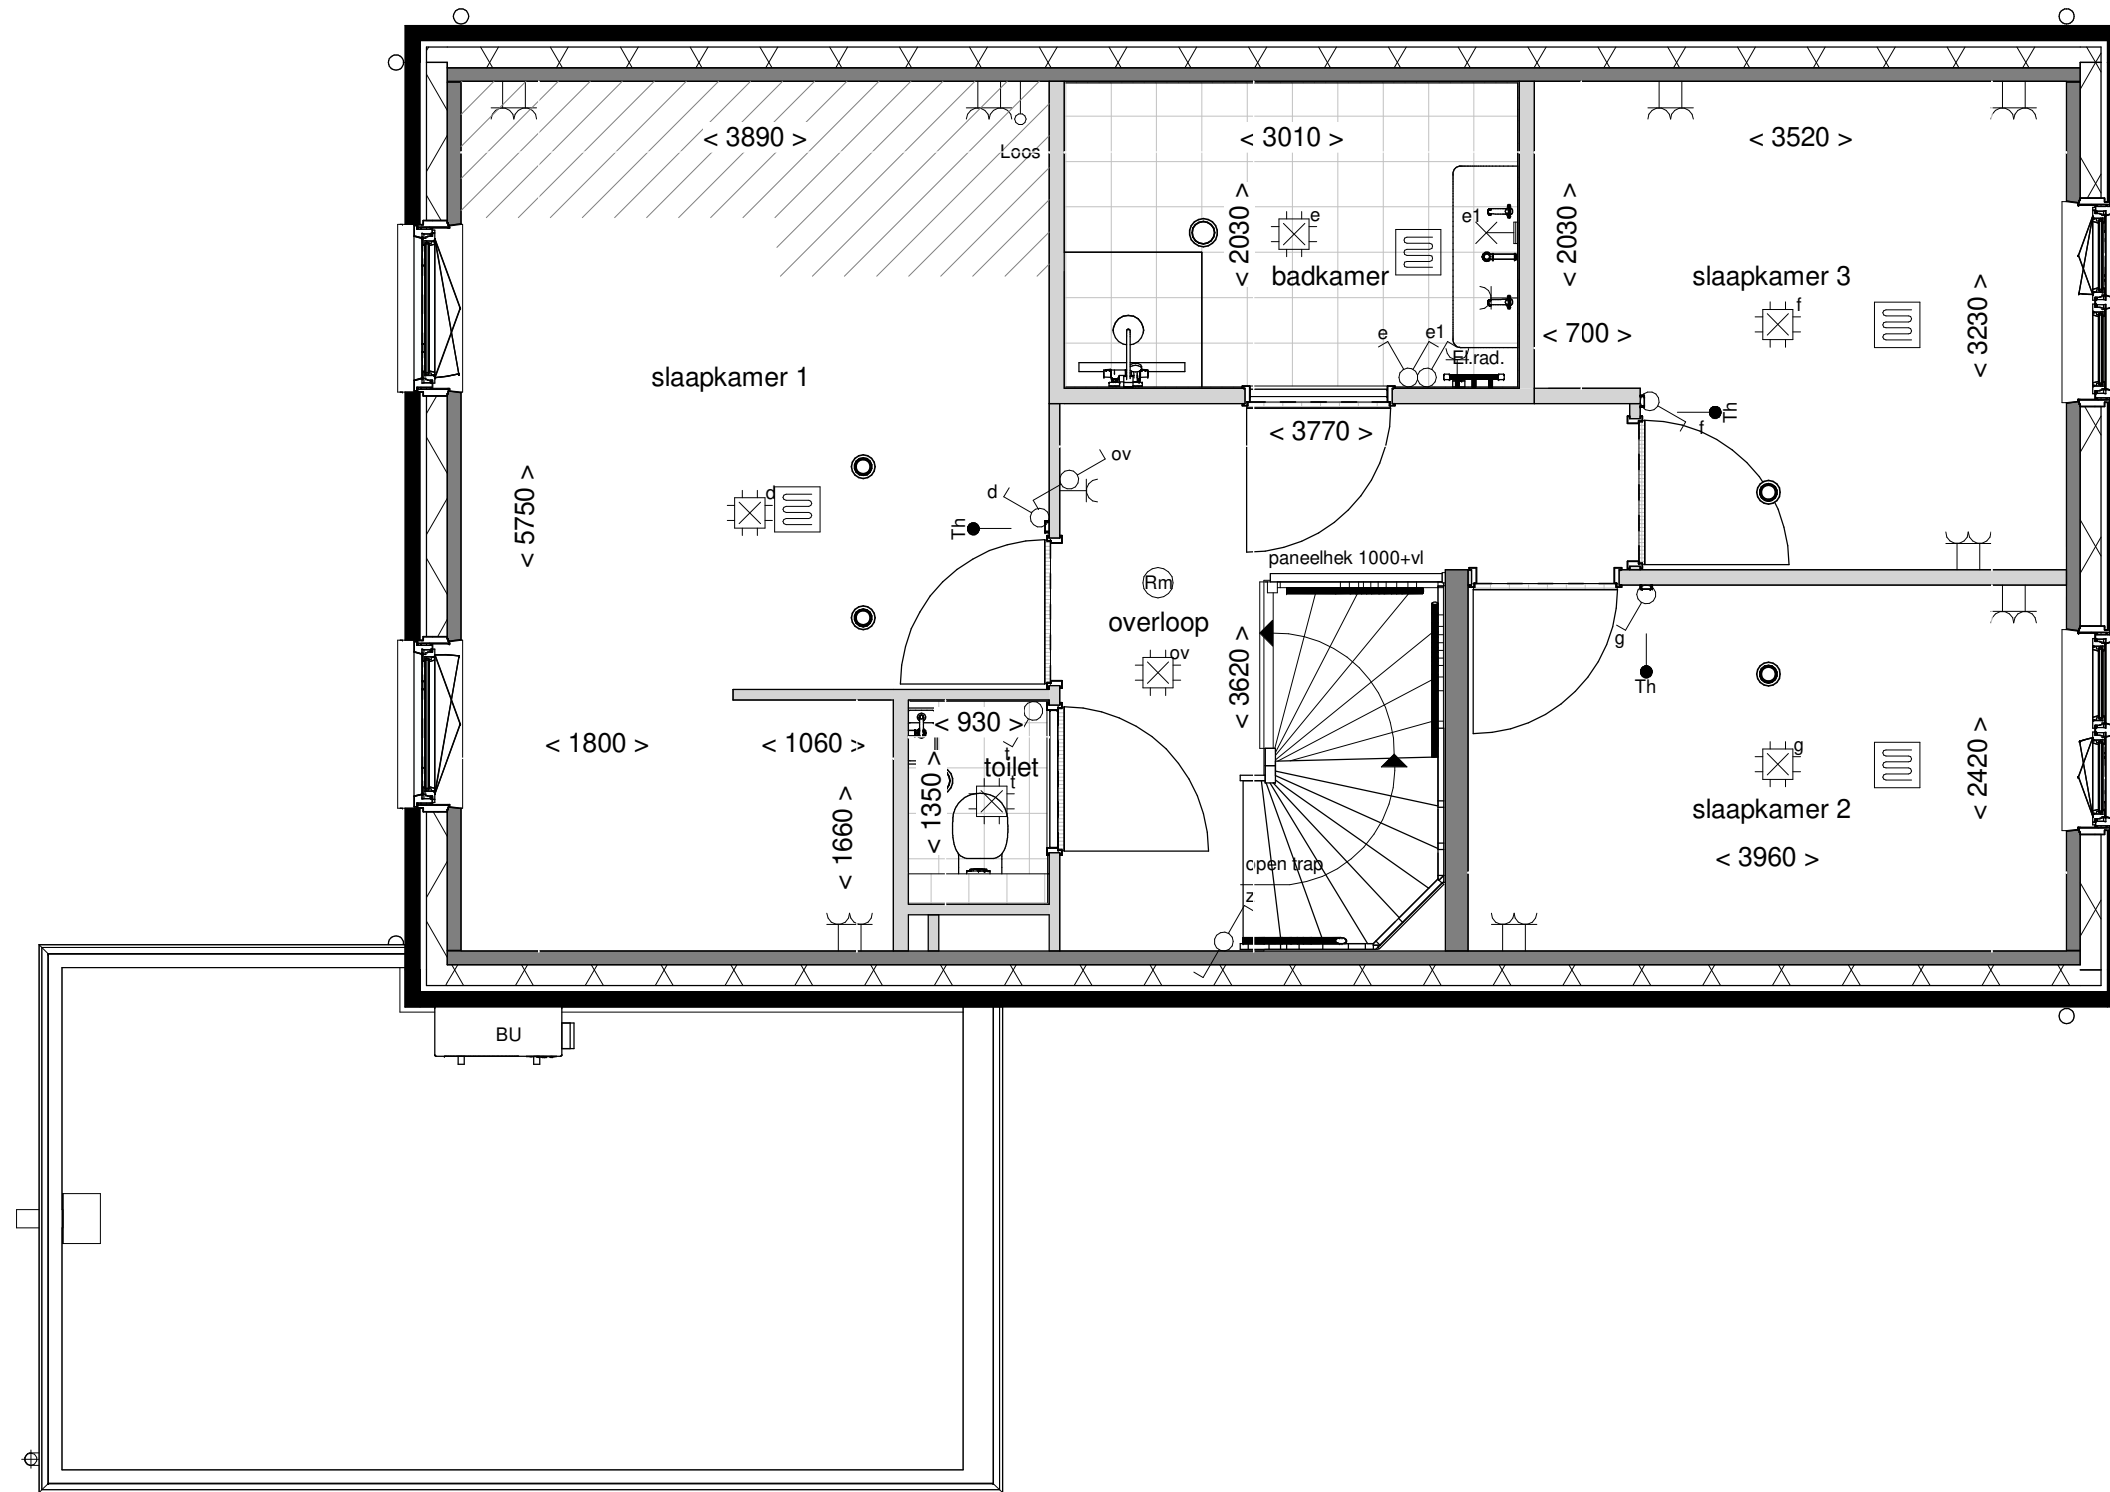 < 3890 >
< 3010 >
< 3520 >
Loos
< 2030 >
e
e1
< 2030 >
badkamer
slaapkamer 3
f
< 3230 >
e
e1
< 700 >
El.rad.
slaapkamer 1
f
Th
< 3770 >
ov
d
d
Th
< 5750 >
paneelhek 1000+vl
Rm
overloop
ov
< 3620 >
g
Th
< 1800 >
< 1060 >
< 930 >
t
toilet
t
< 1350 >
< 1660 >
g
slaapkamer 2
< 2420 >
< 3960 >
open trap
z
BU